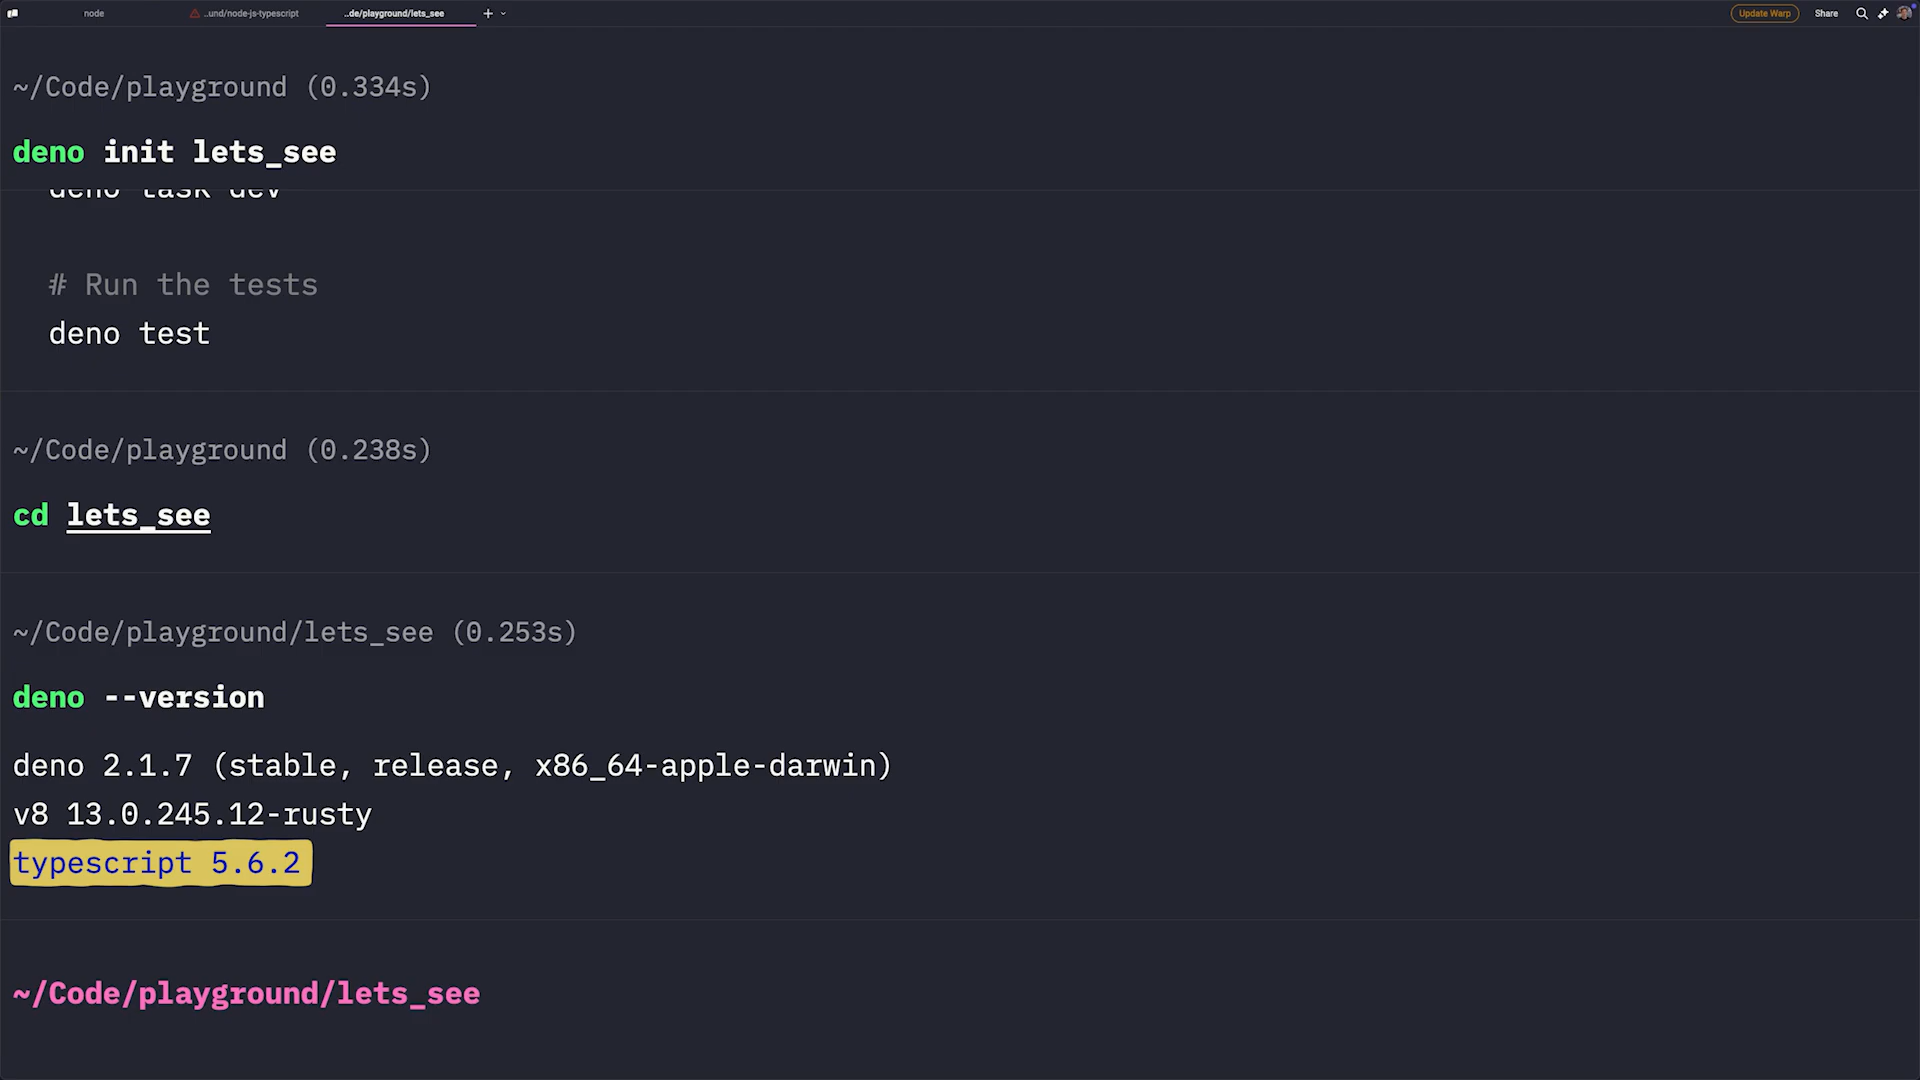 node
..und/node-js-typescript
..de/playground/lets_see
Update Warp
Share
~/Code/playground (0.334s)
deno init lets_see
deno task dev
# Run the tests
deno test
~/Code/playground (0.238s)
cd lets_see
~/Code/playground/lets_see (0.253s)
deno --version
deno 2.1.7 (stable, release, x86_64-apple-darwin)
v8 13.0.245.12-rusty
typescript 5.6.2
~/Code/playground/lets_see